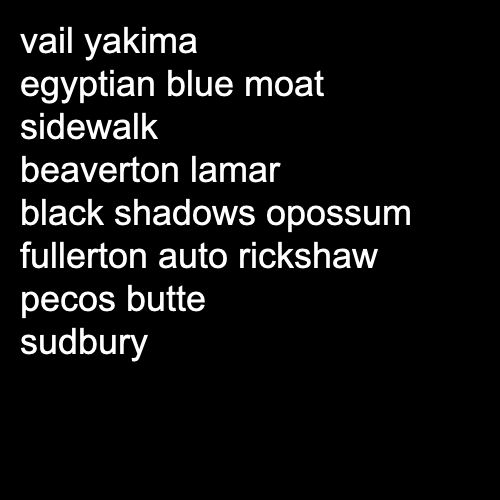 vail yakima
egyptian blue moat
sidewalk
beaverton lamar
black shadows opossum
fullerton auto rickshaw
pecos butte
sudbury